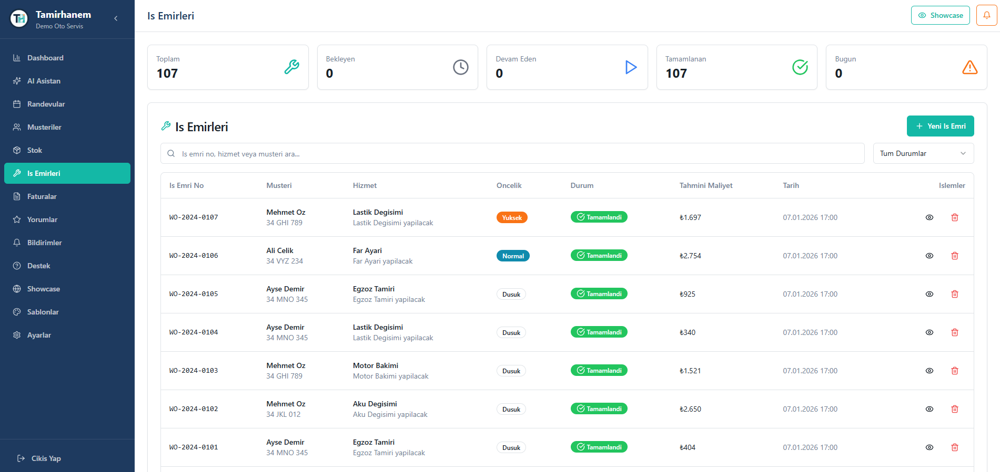 Tamirhanem
Demo Oto Servis
Dashboard
AI Asistan
Randevular
Musteriler
Stok
Is Emirleri
Faturalar
Yorumlar
Bildirimler
Destek
Showcase
Sablonlar
Ayarlar
Cikis Yap
Is Emirleri
Showcase
Toplam
107
Bekleyen
0
Devam Eden
0
Tamamlanan
107
Bugun
0
Is Emirleri
Yeni Is Emri
Is emri no, hizmet veya musteri ara...
Tum Durumlar
Is Emri No Musteri Hizmet Oncelik Durum Tahmini Maliyet Tarih Islemler
WO-2024-0107 Mehmet Oz Lastik Degisimi Yuksek Tamamlandi ₺1.697 07.01.2026 17:00
34 GHI 789 Lastik Degisimi yapilacak
WO-2024-0106 Ali Celik Far Ayari Normal Tamamlandi ₺2.754 07.01.2026 17:00
34 VYZ 234 Far Ayari yapilacak
WO-2024-0105 Ayse Demir Egzoz Tamiri Dusuk Tamamlandi ₺925 07.01.2026 17:00
34 MNO 345 Egzoz Tamiri yapilacak
WO-2024-0104 Ayse Demir Lastik Degisimi Dusuk Tamamlandi ₺340 07.01.2026 17:00
34 MNO 345 Lastik Degisimi yapilacak
WO-2024-0103 Mehmet Oz Motor Bakimi Dusuk Tamamlandi ₺1.521 07.01.2026 17:00
34 GHI 789 Motor Bakimi yapilacak
WO-2024-0102 Mehmet Oz Aku Degisimi Dusuk Tamamlandi ₺2.650 07.01.2026 17:00
34 JKL 012 Aku Degisimi yapilacak
WO-2024-0101 Ayse Demir Egzoz Tamiri Dusuk Tamamlandi ₺404 07.01.2026 17:00
34 MNO 345 Egzoz Tamiri yapilacak